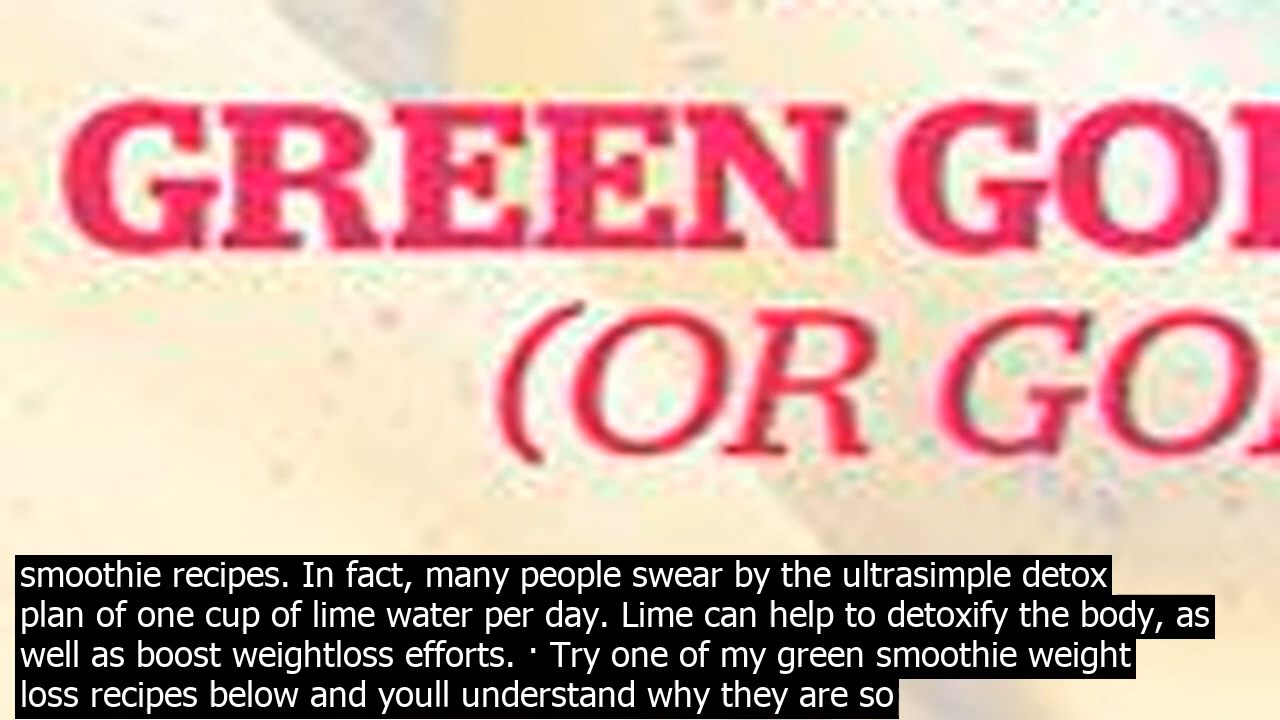 GREEN GO
(OR GO
smoothie recipes. In fact, many people swear by the ultrasimple detox
plan of one cup of lime water per day. Lime can help to detoxify the body, as
well as boost weightloss efforts. · Try one of my green smoothie weight
loss recipes below and youll understand why they are so